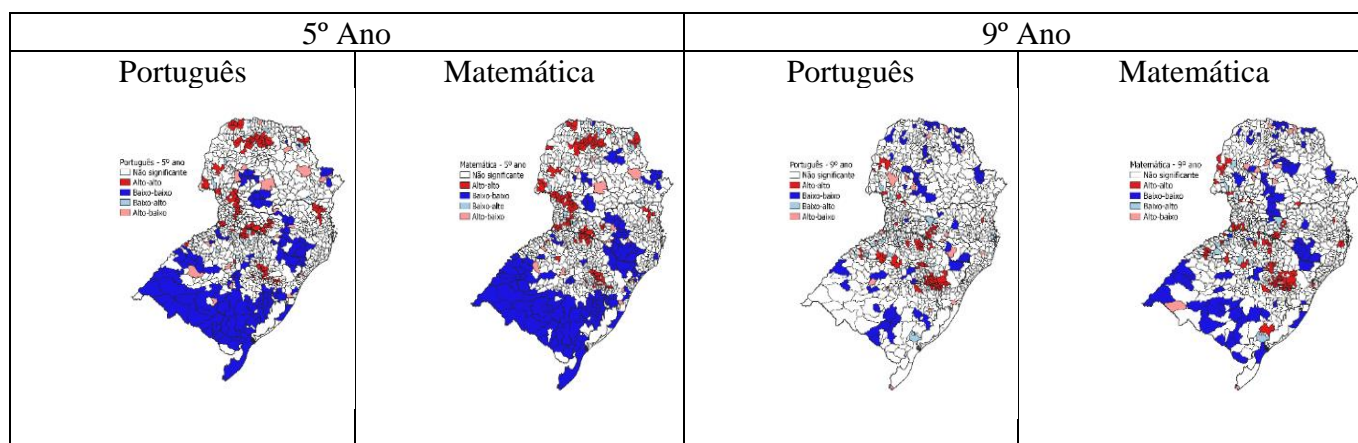 5º Ano
9º Ano
Português
Matemática
Português
Matemática
Português - 5º ano
Não significante
Alto-alto
Baixo-baixo
Baixo-alto
Alto-baixo
Matemática - 5º ano
Não significante
Alto-alto
Baixo-baixo
Baixo-alto
Alto-baixo
Português - 9º ano
Não significante
Alto-alto
Baixo-baixo
Baixo-alto
Alto-baixo
Matemática - 9º ano
Não significante
Alto-alto
Baixo-baixo
Baixo-alto
Alto-baixo